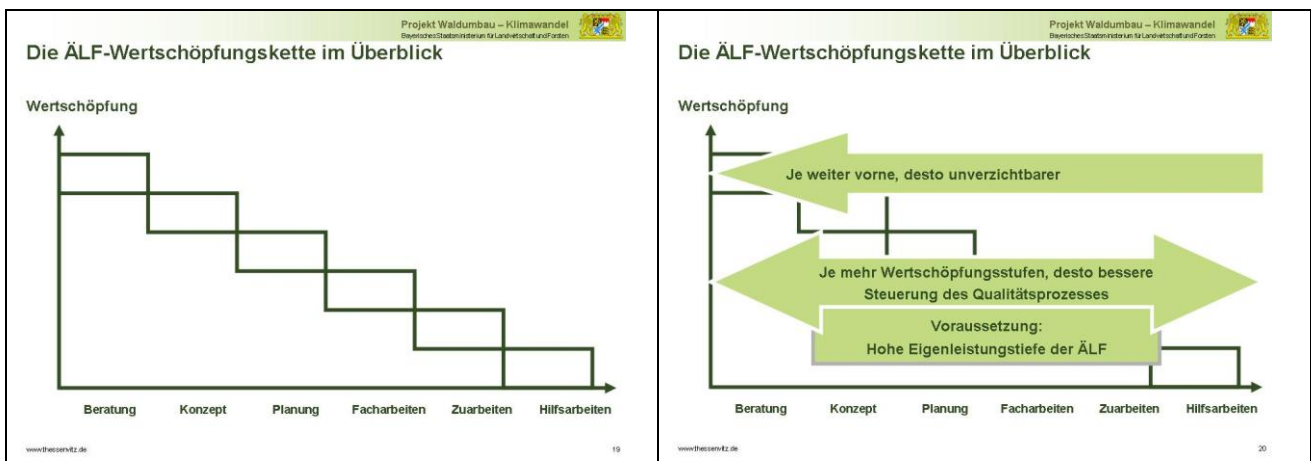 Projekt Waldumbau – Klimawandel
Bayerisches Staatsministerium für Landwirtschaft und Forsten
Die ÄLF-Wertschöpfungskette im Überblick
Wertschöpfung
Beratung Konzept Planung Facharbeiten Zuarbeiten Hilfsarbeiten
www.thessenvitz.de 19
Projekt Waldumbau – Klimawandel
Bayerisches Staatsministerium für Landwirtschaft und Forsten
Die ÄLF-Wertschöpfungskette im Überblick
Wertschöpfung
Je weiter vorne, desto unverzichtbarer
Je mehr Wertschöpfungsstufen, desto bessere
Steuerung des Qualitätsprozesses
Voraussetzung:
Hohe Eigenleistungstiefe der ÄLF
Beratung Konzept Planung Facharbeiten Zuarbeiten Hilfsarbeiten
www.thessenvitz.de 20